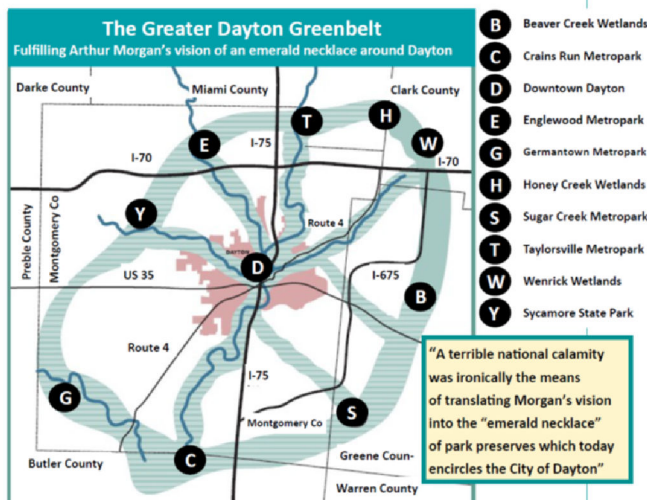 The Greater Dayton Greenbelt
Fulfilling Arthur Morgan's vision of an emerald necklace around Dayton
Darke County
Miami County
Clark County
T
H
E
I-75
W
I-70
I-70
Y
Route 4
Preble County
Montgomery Co
D
US 35
I-675
B
Route 4
I-75
G
S
Montgomery Co
C
Greene Coun-
Butler County
Warren County
B Beaver Creek Wetlands
C Crains Run Metropark
D Downtown Dayton
E Englewood Metropark
G Germantown Metropark
H Honey Creek Wetlands
S Sugar Creek Metropark
T Taylorsville Metropark
W Wenrick Wetlands
Y Sycamore State Park
"A terrible national calamity
was ironically the means
of translating Morgan's vision
into the "emerald necklace"
of park preserves which today
encircles the City of Dayton"